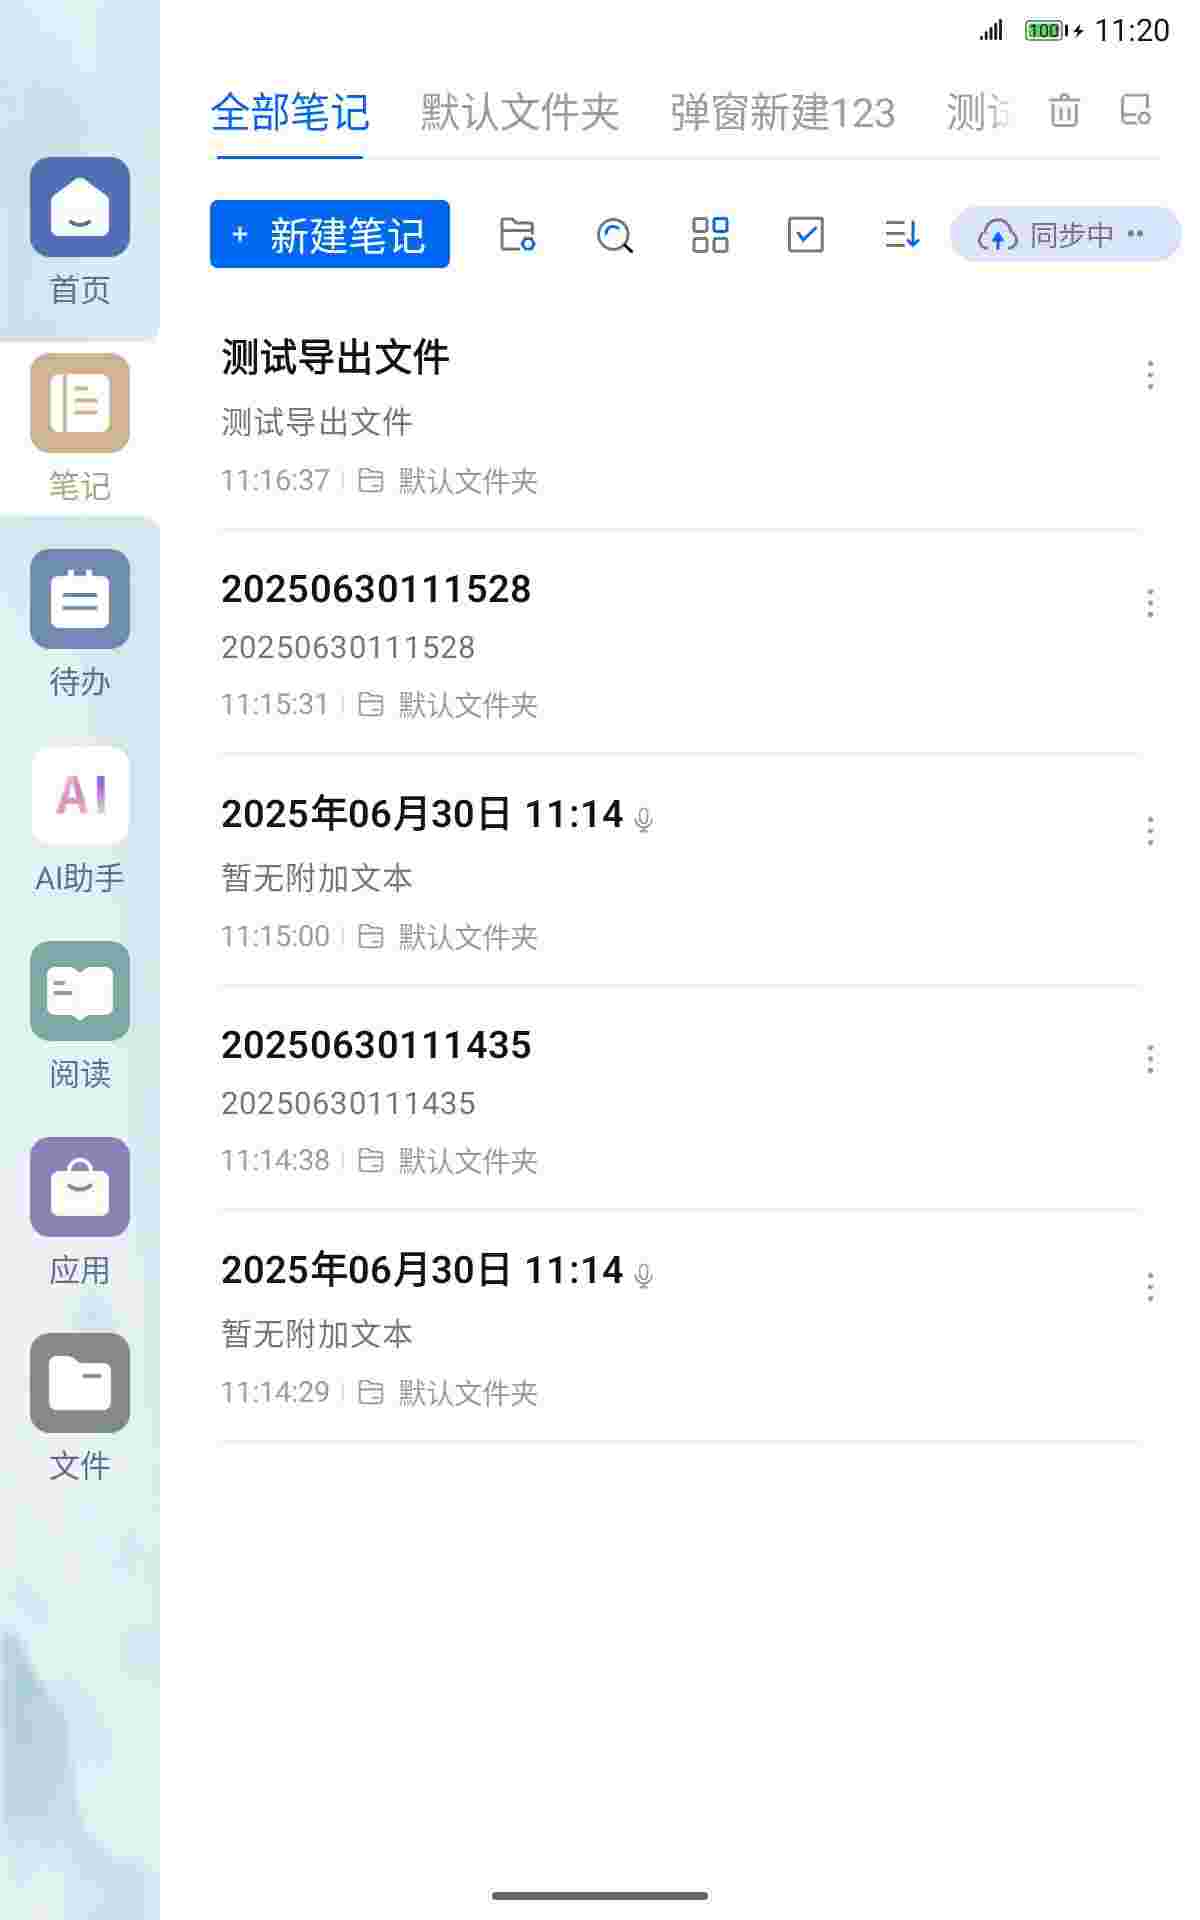 100 11:20
全部笔记 默认文件夹 弹窗新建123 测
+ 新建笔记 同步中 ··
首页
笔记
待办
AI
AI助手
阅读
应用
文件
测试导出文件
测试导出文件
11:16:37 默认文件夹
20250630111528
20250630111528
11:15:31 默认文件夹
2025年06月30日 11:14
暂无附加文本
11:15:00 默认文件夹
20250630111435
20250630111435
11:14:38 默认文件夹
2025年06月30日 11:14
暂无附加文本
11:14:29 默认文件夹